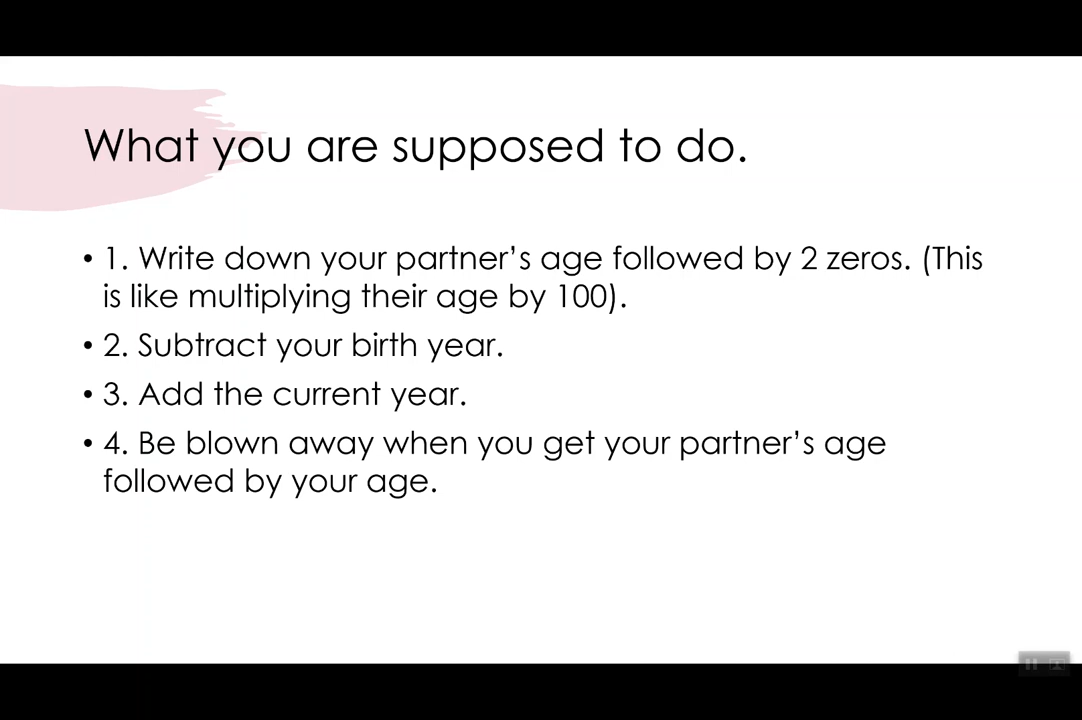 What you are supposed to do.
• 1. Write down your partner’s age followed by 2 zeros. (This
is like multiplying their age by 100).
• 2. Subtract your birth year.
• 3. Add the current year.
• 4. Be blown away when you get your partner’s age
followed by your age.